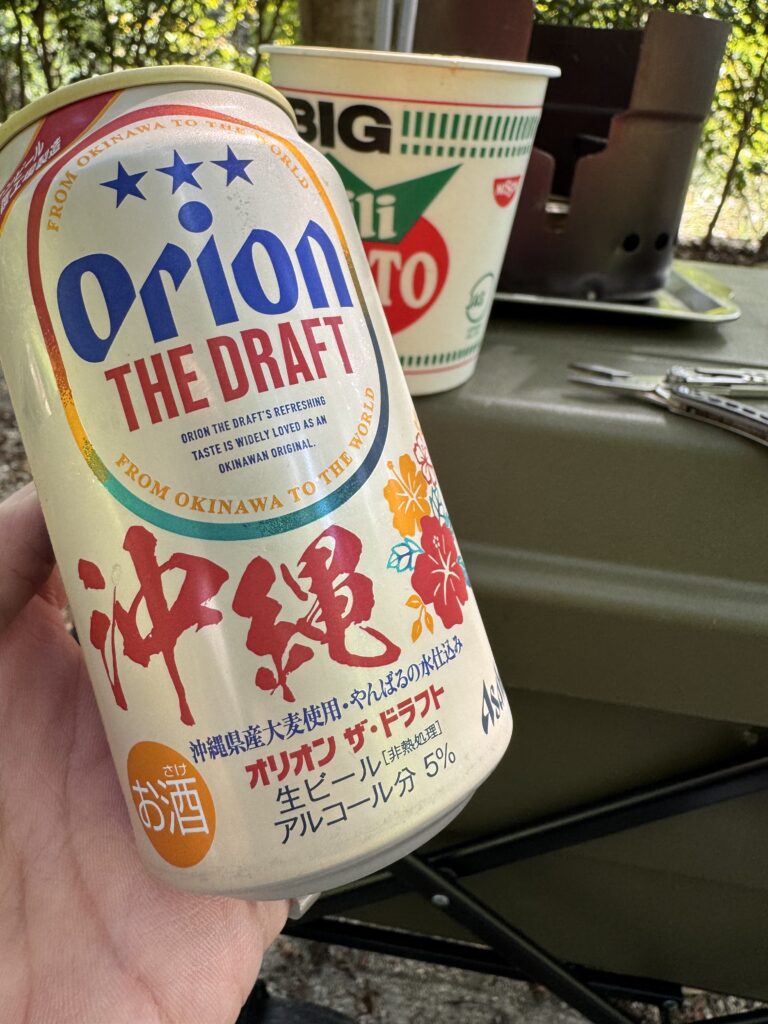 FROM OKINAWA TO THE WORLD
Orion
THE DRAFT
ORION THE DRAFT'S REFRESHING
TASTE IS WIDELY LOVED AS AN
OKINAWAN ORIGINAL.
FROM OKINAWA TO THE WORLD
沖縄
沖縄県産大麦使用・やんばるの水仕込み
オリオン ザ・ドラフト
生ビール[非熱処理]
アルコール分 5%
さけ
お酒
BIG
JAS